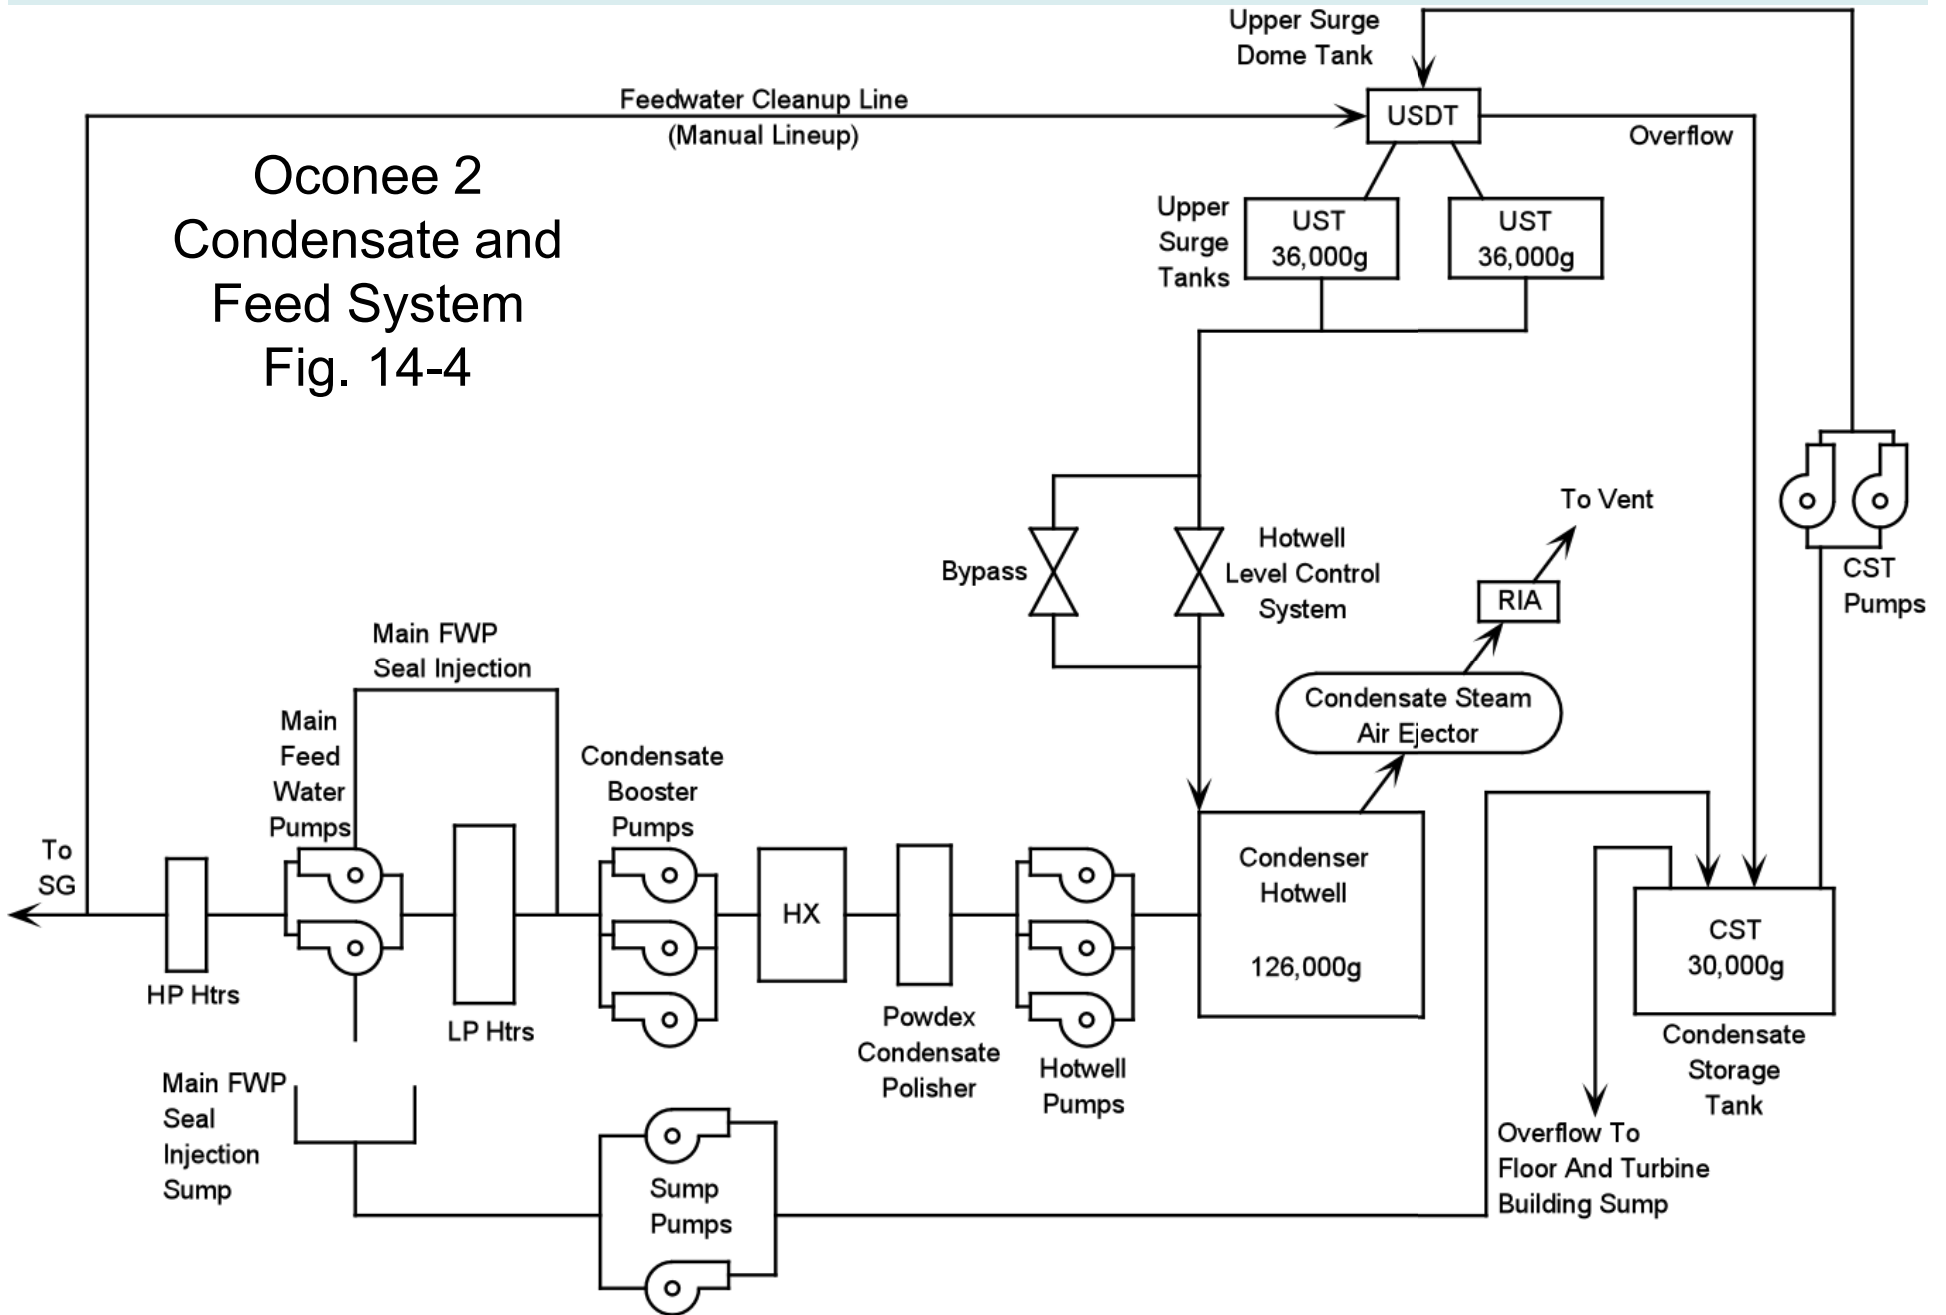 Upper Surge
Dome Tank
Feedwater Cleanup Line
(Manual Lineup)
USDT
Overflow
Oconee 2
Condensate and
Feed System
Fig. 14-4
Upper
Surge
Tanks
UST
36,000g
UST
36,000g
To Vent
Bypass
Hotwell
Level Control
System
RIA
CST
Pumps
Main FWP
Seal Injection
Condensate Steam
Air Ejector
Main
Feed
Water
Pumps
Condensate
Booster
Pumps
To
SG
HX
Condenser
Hotwell
126,000g
CST
30,000g
HP Htrs
LP Htrs
Powdex
Condensate
Polisher
Hotwell
Pumps
Condensate
Storage
Tank
Main FWP
Seal
Injection
Sump
Sump
Pumps
Overflow To
Floor And Turbine
Building Sump